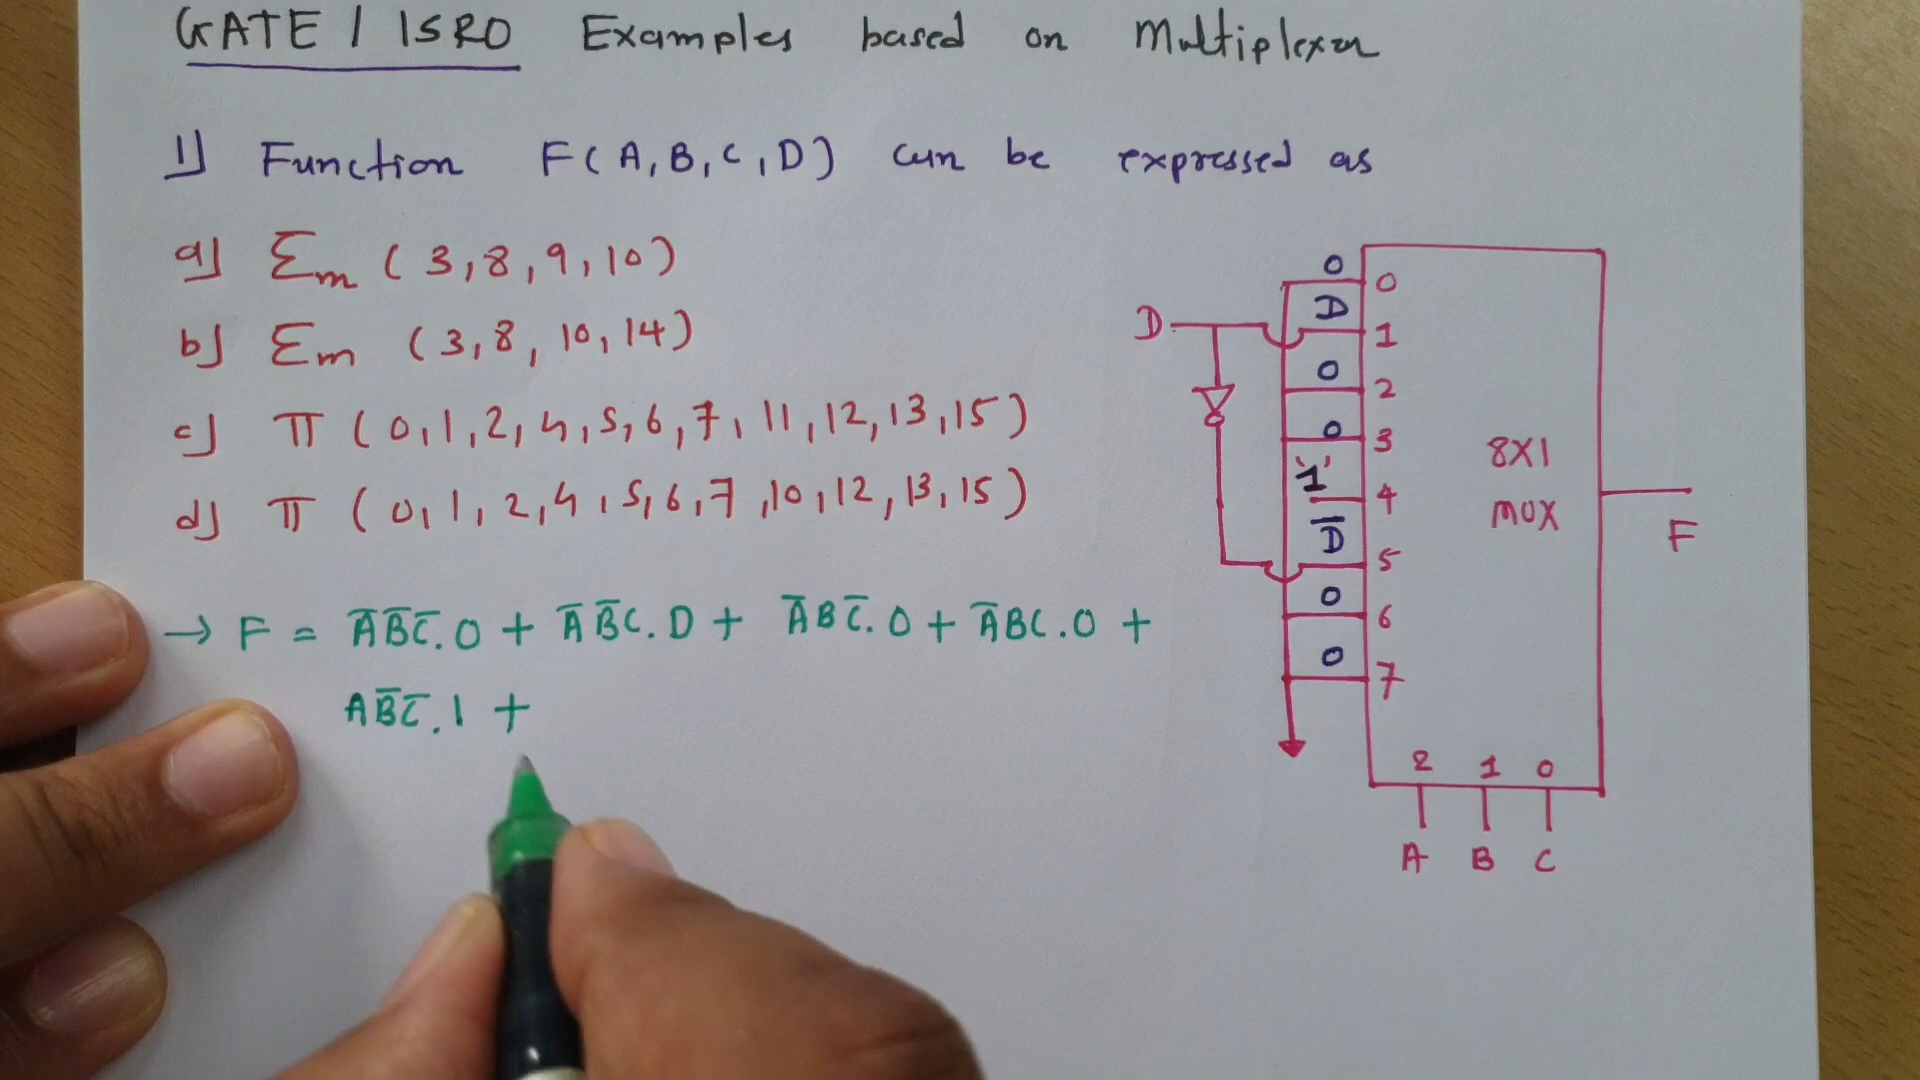 GATE / ISRO Examples based on Multiplexer
1] Function F(A,B,C,D) can be expressed as
a] Σm (3,8,9,10)
b] Σm (3,8,10,14)
c] π (0,1,2,4,5,6,7,11,12,13,15)
d] π (0,1,2,4,5,6,7,10,12,13,15)
→ F = A̅B̅C̅.0 + A̅B̅C.D + A̅BC̅.0 + A̅BC.0 +
AB̅C̅.1 +
D
0 0
D 1
0 2
0 3
'1' 4
D̅ 5
0 6
0 7
8X1
MUX
F
2 1 0
A B C